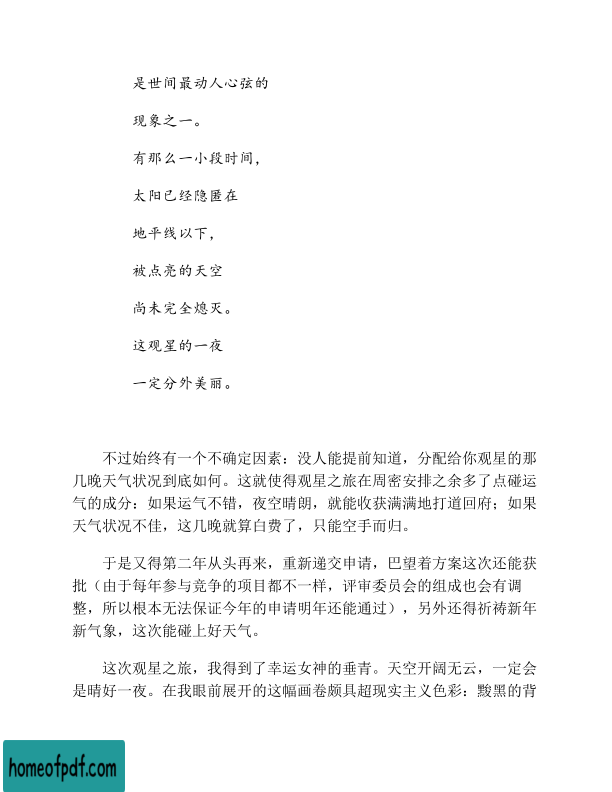 是世间最动人心弦的
现象之一。
有那么一小段时间，
太阳已经隐匿在
地平线以下，
被点亮的天空
尚未完全熄灭。
这观星的一夜
一定分外美丽。
不过始终有一个不确定因素：没人能提前知道，分配给你观星的那
几晚天气状况到底如何。这就使得观星之旅在周密安排之余多了点碰运
气的成分：如果运气不错，夜空晴朗，就能收获满满地打道回府；如果
天气状况不佳，这几晚就算白费了，只能空手而归。
于是又得第二年从头再来，重新递交申请，巴望着方案这次还能获
批（由于每年参与竞争的项目都不一样，评审委员会的组成也会有调
整，所以根本无法保证今年的申请明年还能通过），另外还得祈祷新年
新气象，这次能碰上好天气。
这次观星之旅，我得到了幸运女神的垂青。天空开阔无云，一定会
是晴好一夜。在我眼前展开的这幅画卷颇具超现实主义色彩：黢黑的背
homeofpdf.com